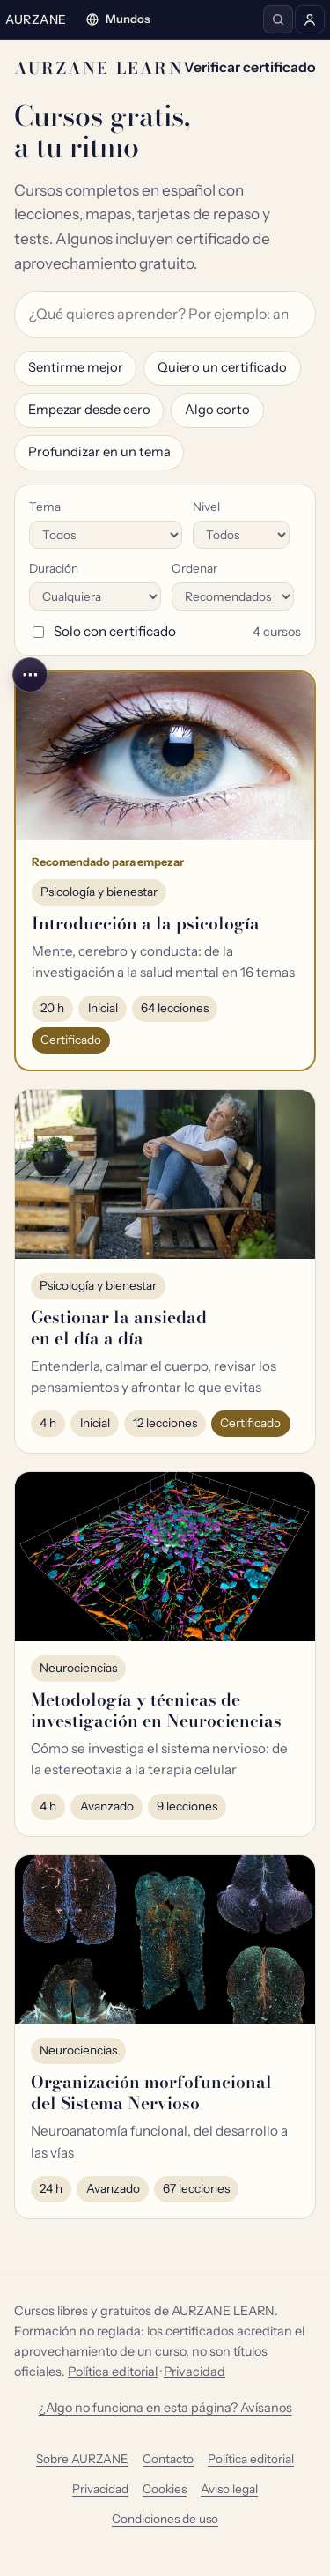 AURZANE
Mundos
AURZANE LEARN
Verificar certificado
Cursos gratis,
a tu ritmo
Cursos completos en español con
lecciones, mapas, tarjetas de repaso y
tests. Algunos incluyen certificado de
aprovechamiento gratuito.
¿Qué quieres aprender? Por ejemplo: an
Sentirme mejor
Quiero un certificado
Empezar desde cero
Algo corto
Profundizar en un tema
Tema
Nivel
Todos
Todos
Duración
Ordenar
Cualquiera
Recomendados
Solo con certificado
4 cursos
Recomendado para empezar
Psicología y bienestar
Introducción a la psicología
Mente, cerebro y conducta: de la
investigación a la salud mental en 16 temas
20 h
Inicial
64 lecciones
Certificado
Psicología y bienestar
Gestionar la ansiedad
en el día a día
Entenderla, calmar el cuerpo, revisar los
pensamientos y afrontar lo que evitas
4 h
Inicial
12 lecciones
Certificado
Neurociencias
Metodología y técnicas de
investigación en Neurociencias
Cómo se investiga el sistema nervioso: de
la estereotaxia a la terapia celular
4 h
Avanzado
9 lecciones
Neurociencias
Organización morfofuncional
del Sistema Nervioso
Neuroanatomía funcional, del desarrollo a
las vías
24 h
Avanzado
67 lecciones
Cursos libres y gratuitos de AURZANE LEARN.
Formación no reglada: los certificados acreditan el
aprovechamiento de un curso, no son títulos
oficiales. Política editorial · Privacidad
¿Algo no funciona en esta página? Avísanos
Sobre AURZANE
Contacto
Política editorial
Privacidad
Cookies
Aviso legal
Condiciones de uso